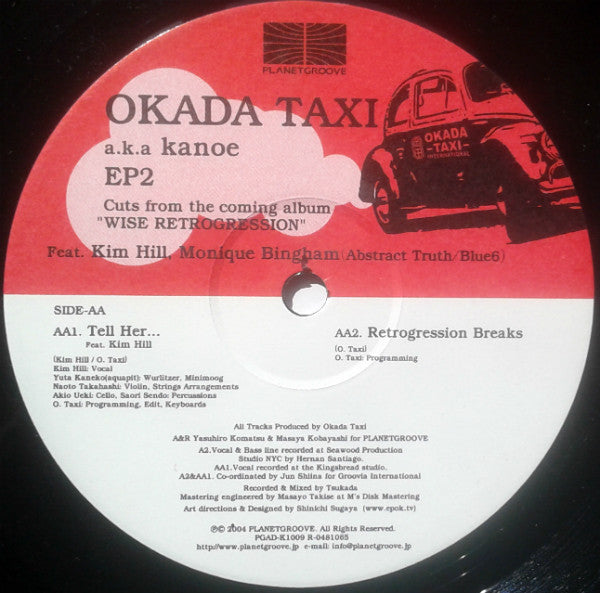 PLANETGROOVE
OKADA TAXI
a.k.a kanoe
EP2
Cuts from the coming album
"WISE RETROGRESSION"
Feat. Kim Hill, Monique Bingham (Abstract Truth/Blue6)
OKADA
-TAXI-
INTERNATIONAL
SIDE-AA
AA1. Tell Her...
Feat. Kim Hill
(Kim Hill / O. Taxi)
Kim Hill: Vocal
Yuta Kaneko(aquapit): Wurlitzer, Minimoog
Naoto Takahashi: Violin, Strings Arrangements
Akio Ueki: Cello, Saori Sendo: Percussions
O. Taxi: Programming, Edit, Keyboards
AA2. Retrogression Breaks
(O. Taxi)
O. Taxi: Programming
All Tracks Produced by Okada Taxi
A&R Yasuhiro Komatsu & Masaya Kobayashi for PLANETGROOVE
A2.Vocal & Bass line recorded at Seawood Production
Studio NYC by Hernan Santiago.
AA1.Vocal recorded at the Kingsbread studio.
A2&AA1. Co-ordinated by Jun Shiina for Groovia International
Recorded & Mixed by Tsukada
Mastering engineered by Masayo Takise at M's Disk Mastering
Art directions & Designed by Shinichi Sugaya (www.epok.tv)
℗© 2004 PLANETGROOVE. All Rights Reserved.
PGAD-K1009 R-0481065
http://www.planetgroove.jp e-mail: info@planetgroove.jp